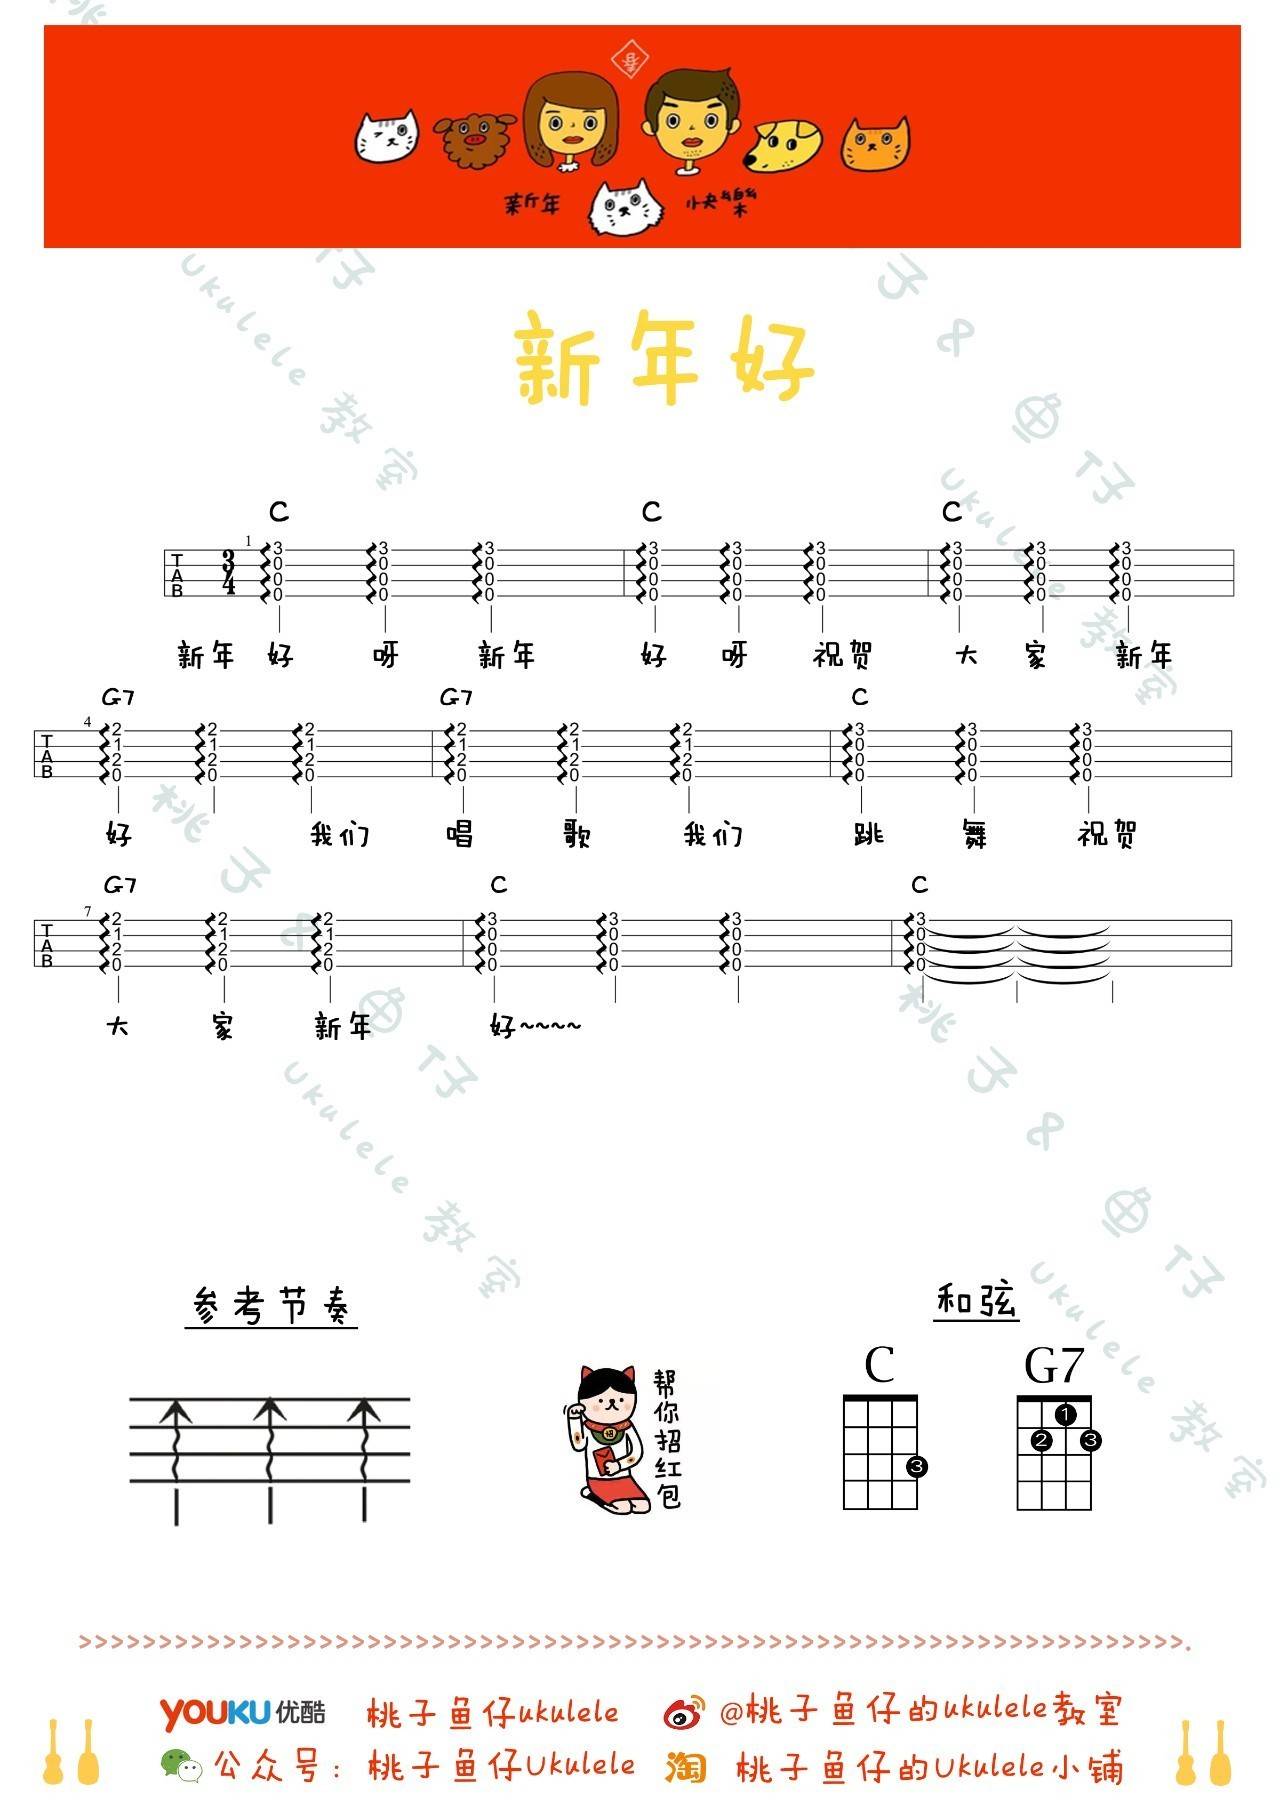 春
新年 快樂
新年好
C C C
1
T A B 3 4 3 0 0 0 3 0 0 0 3 0 0 0 3 0 0 0 3 0 0 0 3 0 0 0 3 0 0 0 3 0 0 0 3 0 0 0
新年 好 呀 新年 好 呀 祝贺 大 家 新年
G7 G7 C
4
T A B 2 1 2 0 2 1 2 0 2 1 2 0 2 1 2 0 2 1 2 0 2 1 2 0 3 0 0 0 3 0 0 0 3 0 0 0
好 我们 唱 歌 我们 跳 舞 祝贺
G7 C C
7
T A B 2 1 2 0 2 1 2 0 2 1 2 0 3 0 0 0 3 0 0 0 3 0 0 0 3 0 0 0
大 家 新年 好~~~~
参考节奏
和弦
C G7
3 1 2 3
帮你招红包
招
>>>>>>>>>>>>>>>>>>>>>>>>>>>>>>>>>>>>>>>>>>>>>>>>>>>>>>>>>>>>>>>>>>>>>>.
YOUKU优酷 桃子鱼仔ukulele @桃子鱼仔的ukulele教室
公众号：桃子鱼仔Ukulele 淘 桃子鱼仔的Ukulele小铺
桃子&鱼仔
Ukulele教室